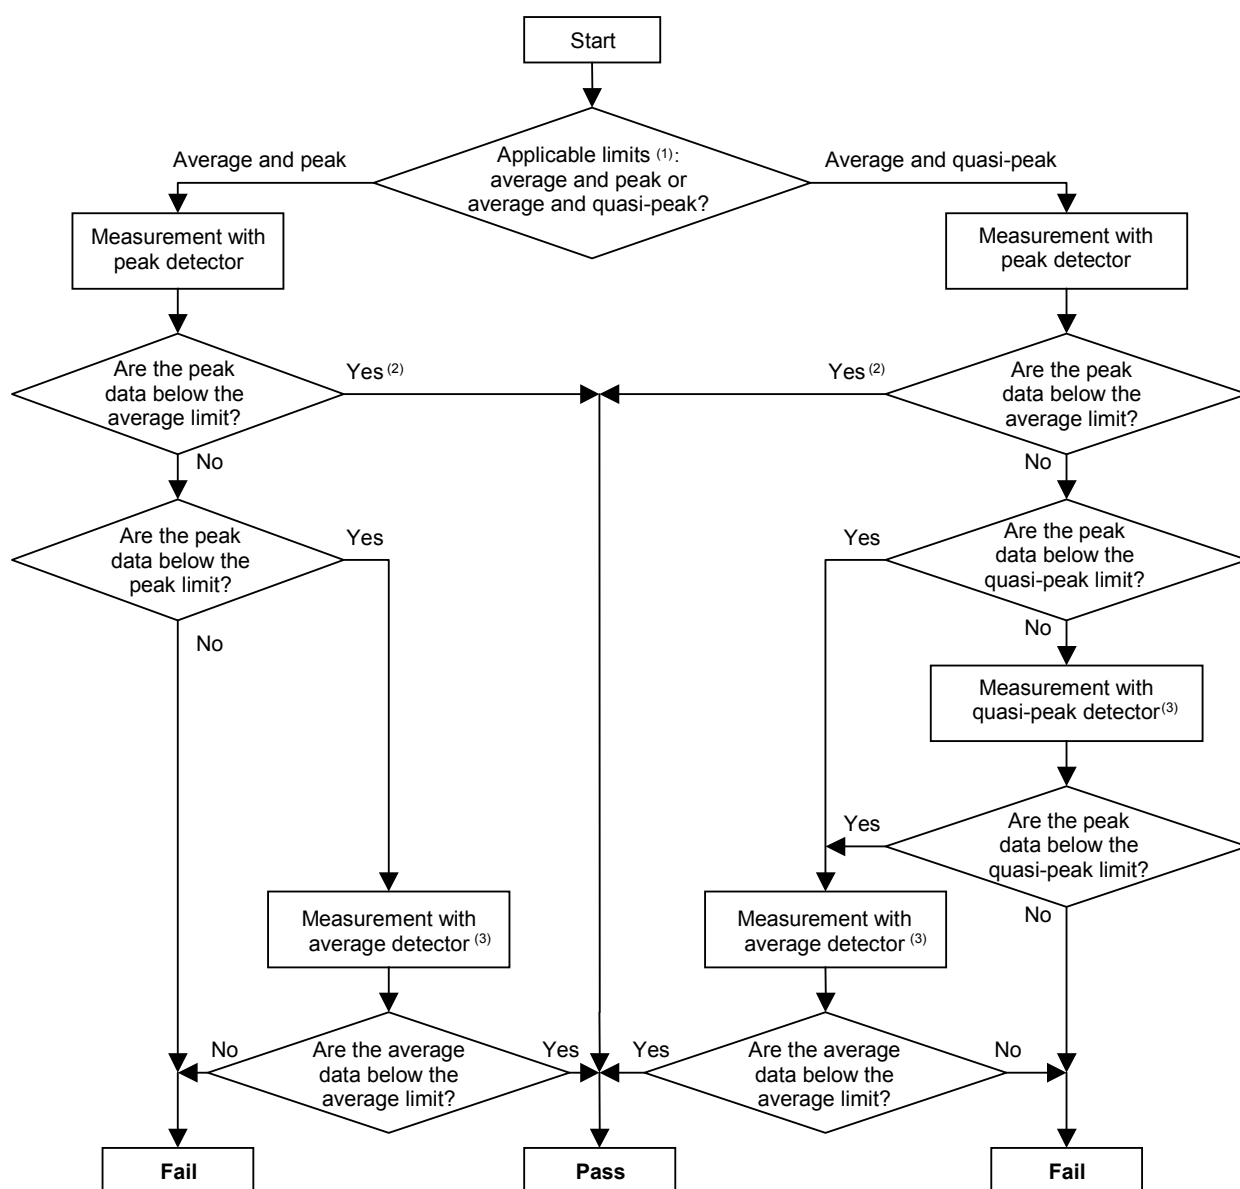 Start
Applicable limits (1):
average and peak or
average and quasi-peak?
Average and peak
Average and quasi-peak
Measurement with
peak detector
Measurement with
peak detector
Are the peak
data below the
average limit?
Yes (2)
Yes (2)
Are the peak
data below the
average limit?
No
No
Are the peak
data below the
peak limit?
Yes
Yes
Are the peak
data below the
quasi-peak limit?
No
No
Measurement with
quasi-peak detector (3)
Yes
Are the peak
data below the
quasi-peak limit?
No
Measurement with
average detector (3)
Measurement with
average detector (3)
No
Are the average
data below the
average limit?
Yes
Yes
Are the average
data below the
average limit?
No
Fail
Pass
Fail